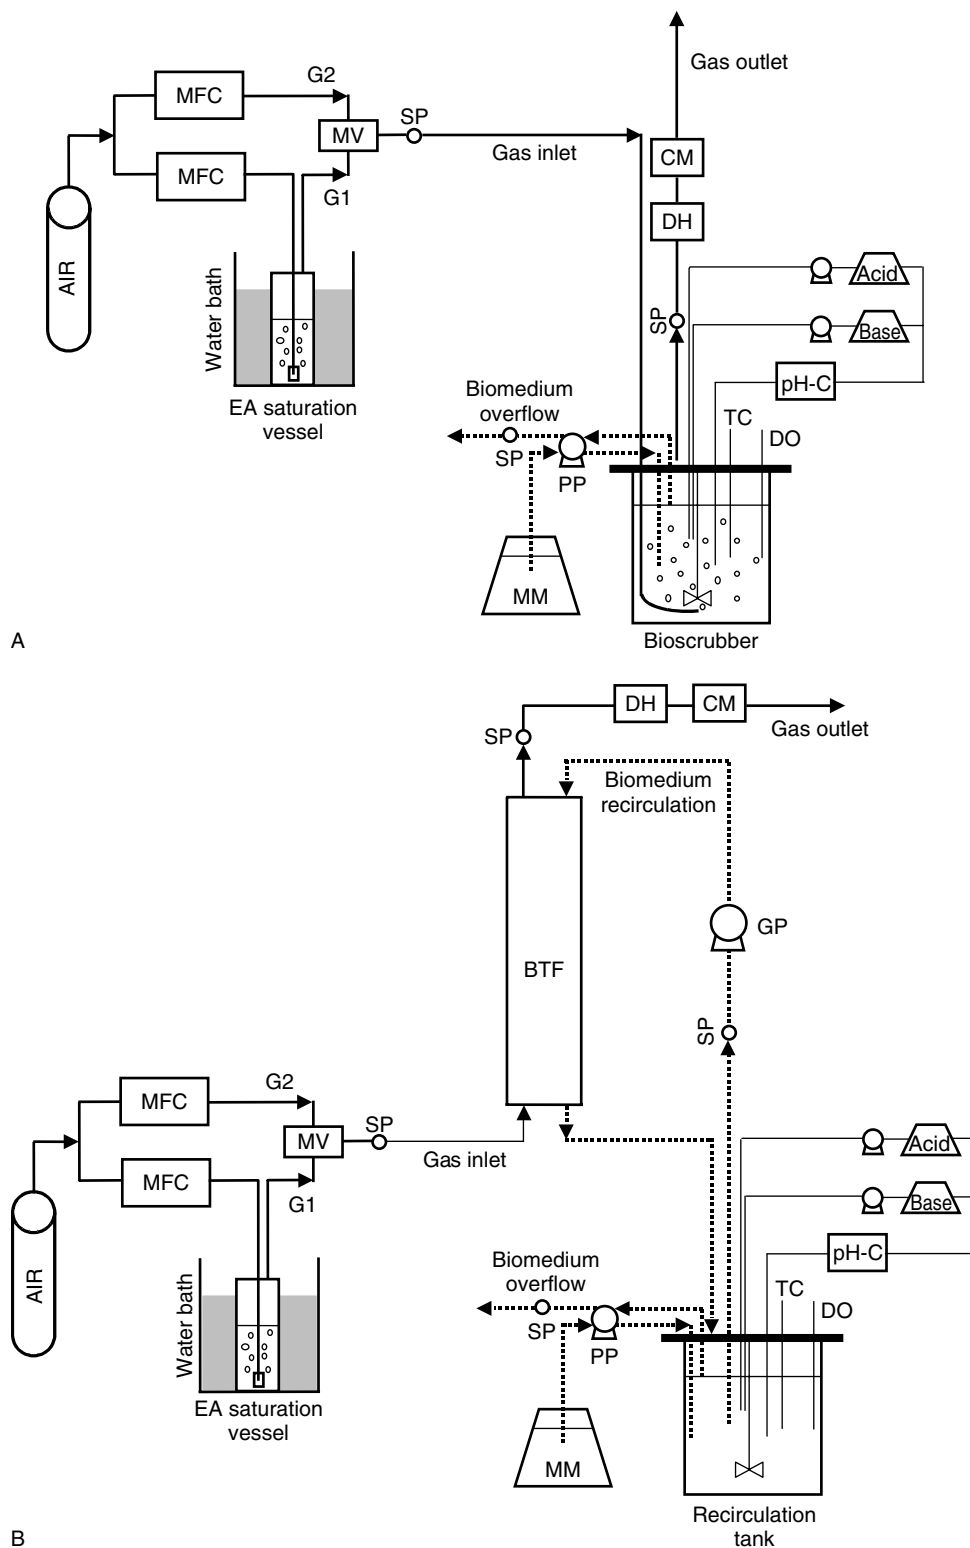 Gas outlet
G2
MFC
SP
MV
CM
Gas inlet
MFC
G1
DH
AIR
Water bath
Acid
SP
Base
pH-C
Biomedium
overflow
EA saturation
vessel
TC
DO
SP
PP
MM
A
Bioscrubber
DH
CM
SP
Gas outlet
Biomedium
recirculation
GP
BTF
SP
G2
MFC
SP
MV
Acid
Gas inlet
MFC
G1
Base
pH-C
Biomedium
overflow
AIR
Water bath
TC
DO
SP
PP
EA saturation
vessel
MM
Recirculation
tank
B